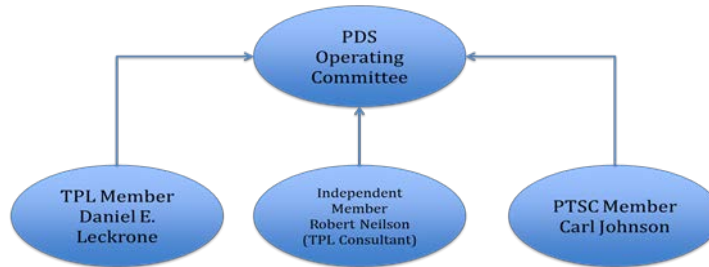 PDS
Operating
Committee
TPL Member
Daniel E.
Leckrone
Independent
Member
Robert Neilson
(TPL Consultant)
PTSC Member
Carl Johnson